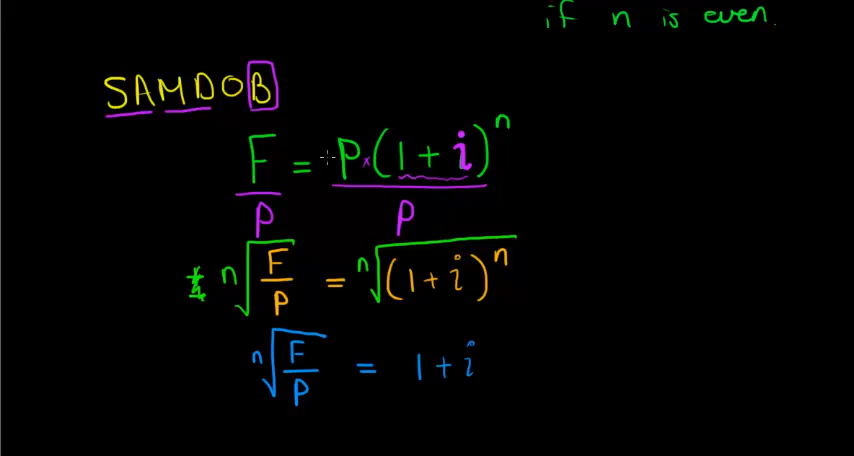 if n is even.
SAMDOB
F/P = P×(1+i)^n/P
± ⁿ√(F/P) = ⁿ√((1+i)^n)
ⁿ√(F/P) = 1+i